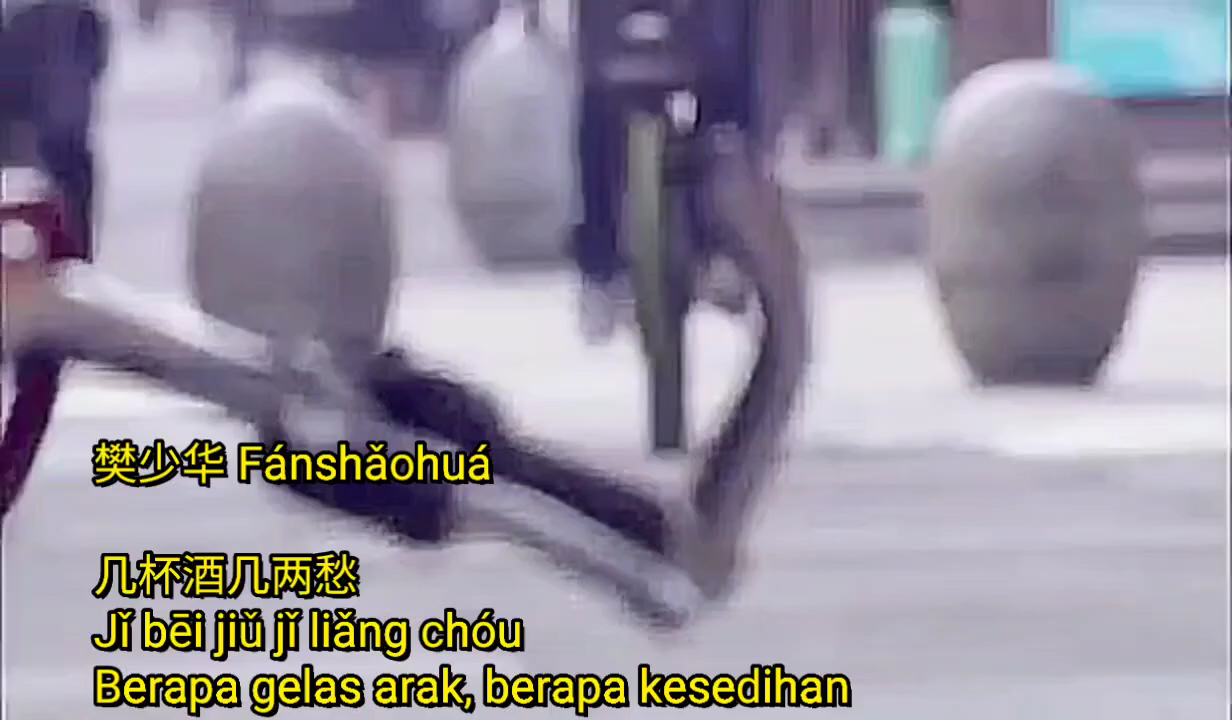 樊少华 Fánshǎohuá
几杯酒几两愁
Jǐ bēi jiǔ jǐ liǎng chóu
Berapa gelas arak, berapa kesedihan